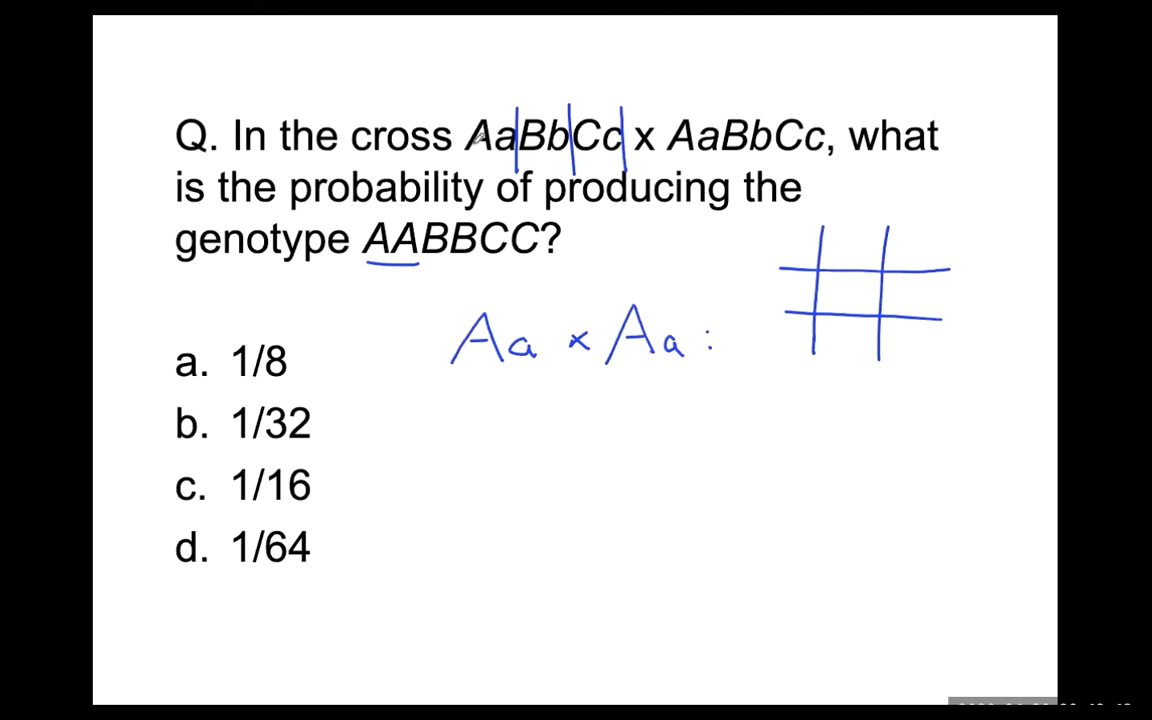 Q. In the cross AaBbCc x AaBbCc, what
is the probability of producing the
genotype AABBCC?
Aa x Aa :
a. 1/8
b. 1/32
c. 1/16
d. 1/64